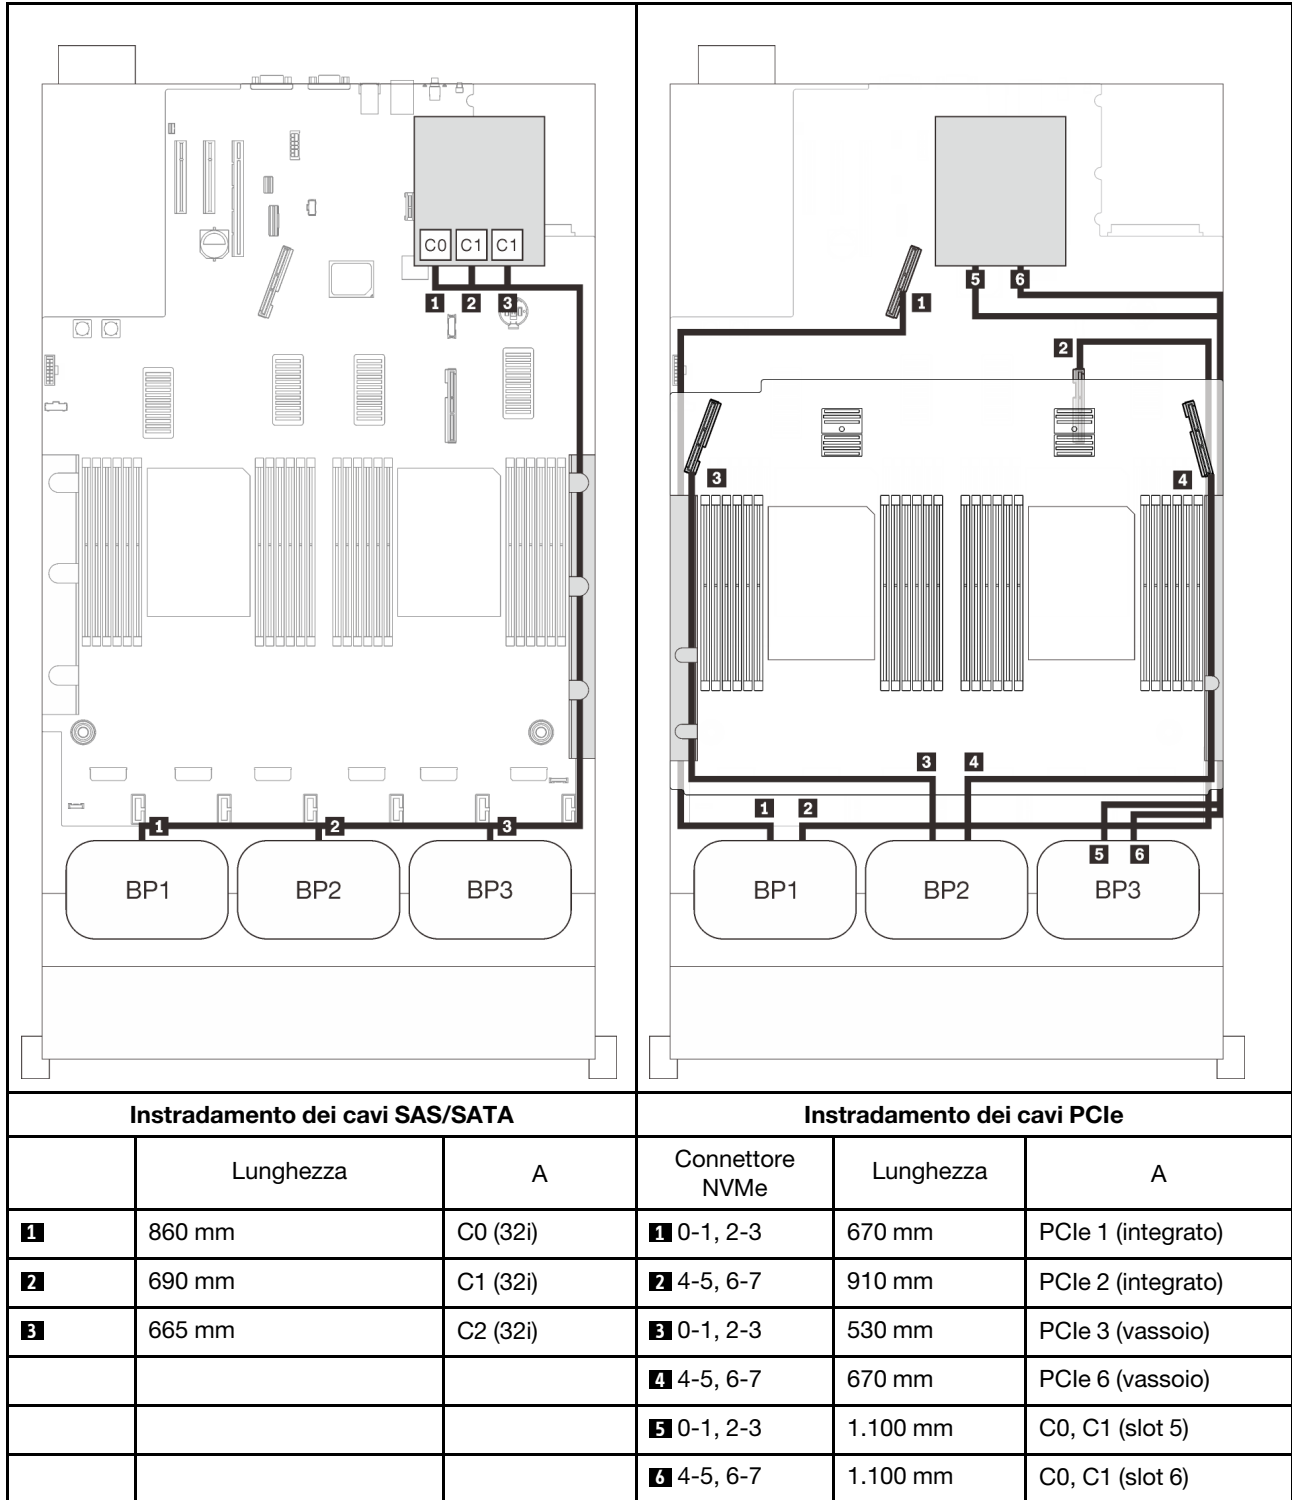 C0 C1 C1
1 2 3
1 2 3
BP1 BP2 BP3
5 6
1
2
3 4
3 4
1 2
5 6
BP1 BP2 BP3
Instradamento dei cavi SAS/SATA
Instradamento dei cavi PCIe
Lunghezza A Connettore NVMe Lunghezza A
1 860 mm C0 (32i) 1 0-1, 2-3 670 mm PCIe 1 (integrato)
2 690 mm C1 (32i) 2 4-5, 6-7 910 mm PCIe 2 (integrato)
3 665 mm C2 (32i) 3 0-1, 2-3 530 mm PCIe 3 (vassoio)
4 4-5, 6-7 670 mm PCIe 6 (vassoio)
5 0-1, 2-3 1.100 mm C0, C1 (slot 5)
6 4-5, 6-7 1.100 mm C0, C1 (slot 6)